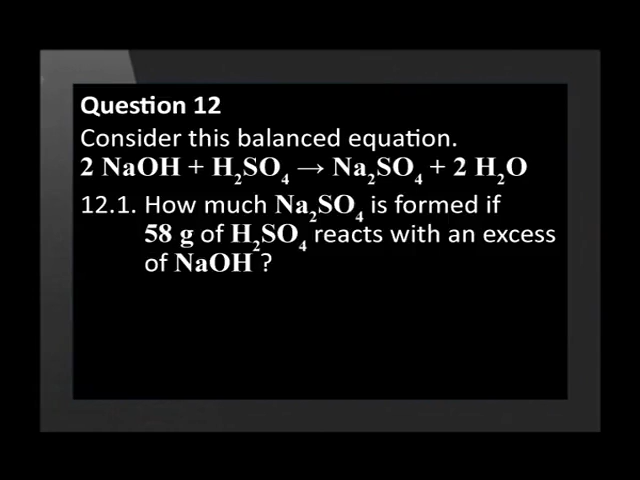 Question 12
Consider this balanced equation.
2 NaOH + H₂SO₄ → Na₂SO₄ + 2 H₂O
12.1. How much Na₂SO₄ is formed if
58 g of H₂SO₄ reacts with an excess
of NaOH ?